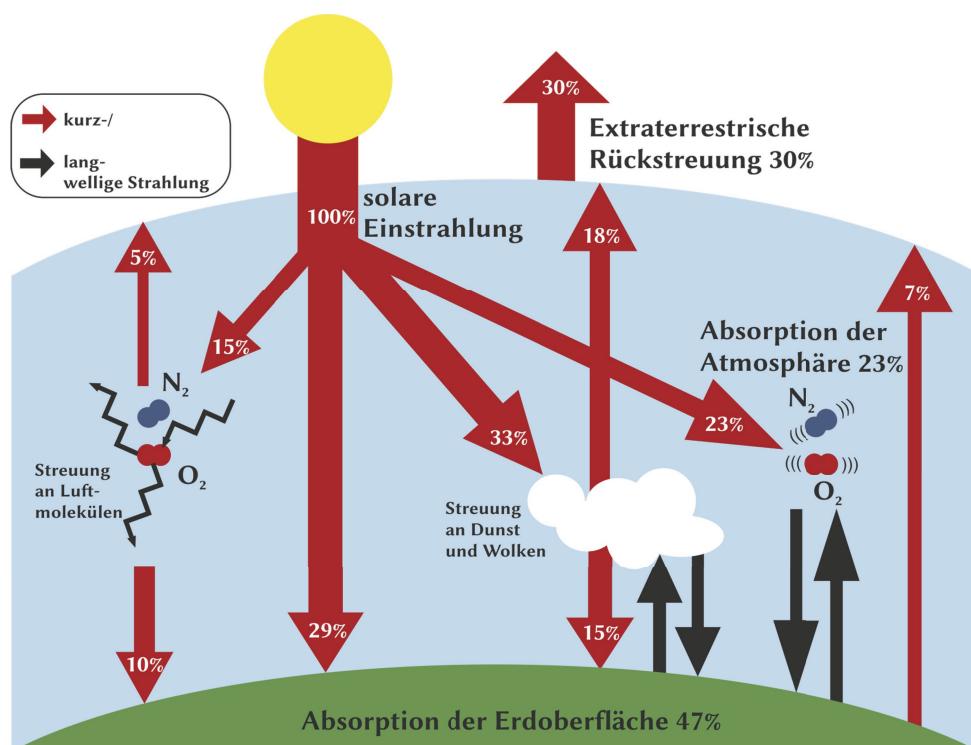 kurz-/
lang-
wellige Strahlung
30%
Extraterrestrische
Rückstreuung 30%
100%
solare
Einstrahlung
5%
18%
7%
15%
Absorption der
Atmosphäre 23%
N2
33%
23%
N2
O2
Streuung
an Luft-
molekülen
O2
Streuung
an Dunst
und Wolken
29%
15%
10%
Absorption der Erdoberfläche 47%